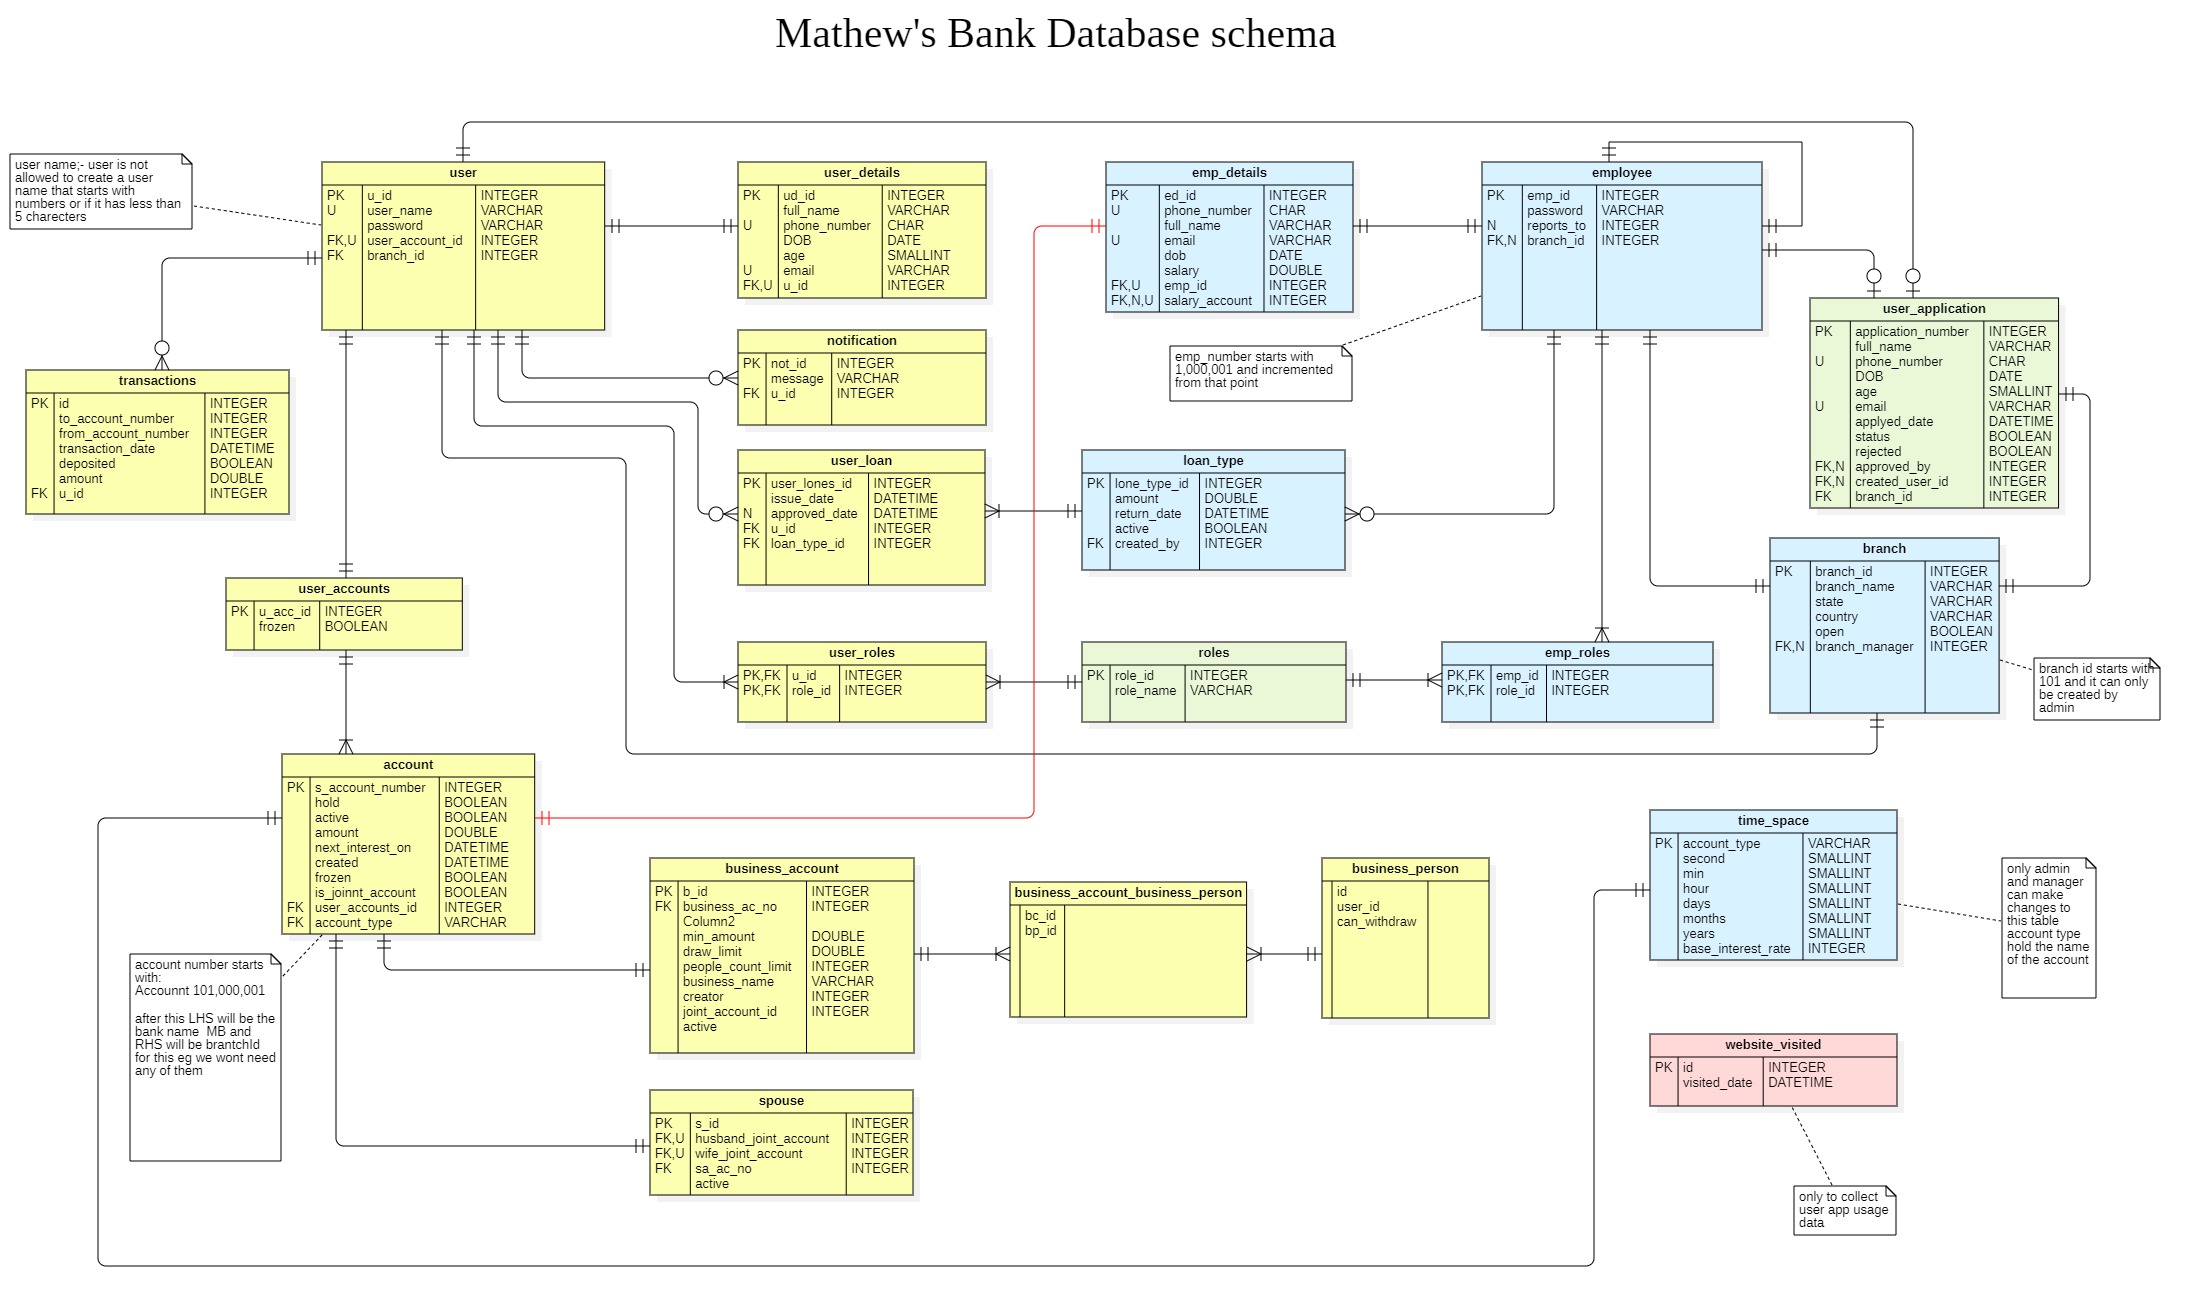 Mathew's Bank Database schema
user name;- user is not
allowed to create a user
name that starts with
numbers or if it has less than
5 charecters
user
PK u_id INTEGER
U user_name VARCHAR
password VARCHAR
FK,U user_account_id INTEGER
FK branch_id INTEGER
user_details
PK ud_id INTEGER
full_name VARCHAR
U phone_number CHAR
DOB DATE
age SMALLINT
U email VARCHAR
FK,U u_id INTEGER
emp_details
PK ed_id INTEGER
U phone_number CHAR
full_name VARCHAR
U email VARCHAR
dob DATE
salary DOUBLE
FK,U emp_id INTEGER
FK,N,U salary_account INTEGER
employee
PK emp_id INTEGER
password VARCHAR
N reports_to INTEGER
FK,N branch_id INTEGER
user_application
PK application_number INTEGER
full_name VARCHAR
U phone_number CHAR
DOB DATE
age SMALLINT
U email VARCHAR
applyed_date DATETIME
status BOOLEAN
rejected BOOLEAN
FK,N approved_by INTEGER
FK,N created_user_id INTEGER
FK branch_id INTEGER
transactions
PK id INTEGER
to_account_number INTEGER
from_account_number INTEGER
transaction_date DATETIME
deposited BOOLEAN
amount DOUBLE
FK u_id INTEGER
notification
PK not_id INTEGER
message VARCHAR
FK u_id INTEGER
emp_number starts with
1,000,001 and incremented
from that point
user_loan
PK user_lones_id INTEGER
issue_date DATETIME
N approved_date DATETIME
FK u_id INTEGER
FK loan_type_id INTEGER
loan_type
PK lone_type_id INTEGER
amount DOUBLE
return_date DATETIME
active BOOLEAN
FK created_by INTEGER
branch
PK branch_id INTEGER
branch_name VARCHAR
state VARCHAR
country VARCHAR
open BOOLEAN
FK,N branch_manager INTEGER
branch id starts with
101 and it can only
be created by
admin
user_accounts
PK u_acc_id INTEGER
frozen BOOLEAN
user_roles
PK,FK u_id INTEGER
PK,FK role_id INTEGER
roles
PK role_id INTEGER
role_name VARCHAR
emp_roles
PK,FK emp_id INTEGER
PK,FK role_id INTEGER
account
PK s_account_number INTEGER
hold BOOLEAN
active BOOLEAN
amount DOUBLE
next_interest_on DATETIME
created DATETIME
frozen BOOLEAN
is_joinnt_account BOOLEAN
FK user_accounts_id INTEGER
FK account_type VARCHAR
account number starts
with:
Accounnt 101,000,001
after this LHS will be the
bank name MB and
RHS will be brantchId
for this eg we wont need
any of them
business_account
PK b_id INTEGER
FK business_ac_no INTEGER
Column2
min_amount DOUBLE
draw_limit DOUBLE
people_count_limit INTEGER
business_name VARCHAR
creator INTEGER
joint_account_id INTEGER
active
business_account_business_person
bc_id
bp_id
business_person
id
user_id
can_withdraw
time_space
PK account_type VARCHAR
second SMALLINT
min SMALLINT
hour SMALLINT
days SMALLINT
months SMALLINT
years SMALLINT
base_interest_rate INTEGER
only admin
and manager
can make
changes to
this table
account type
hold the name
of the account
website_visited
PK id INTEGER
visited_date DATETIME
only to collect
user app usage
data
spouse
PK s_id INTEGER
FK,U husband_joint_account INTEGER
FK,U wife_joint_account INTEGER
FK sa_ac_no INTEGER
active